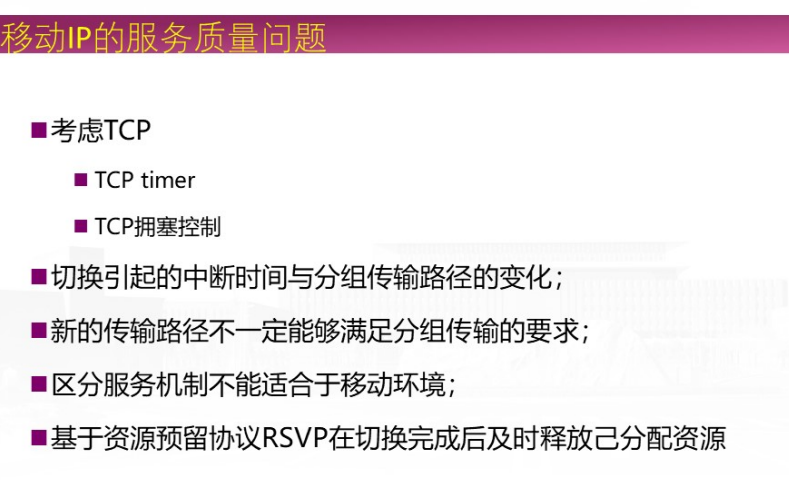 移动IP的服务质量问题
■考虑TCP
■ TCP timer
■ TCP拥塞控制
■切换引起的中断时间与分组传输路径的变化；
■新的传输路径不一定能够满足分组传输的要求；
■区分服务机制不能适合于移动环境；
■基于资源预留协议RSVP在切换完成后及时释放己分配资源